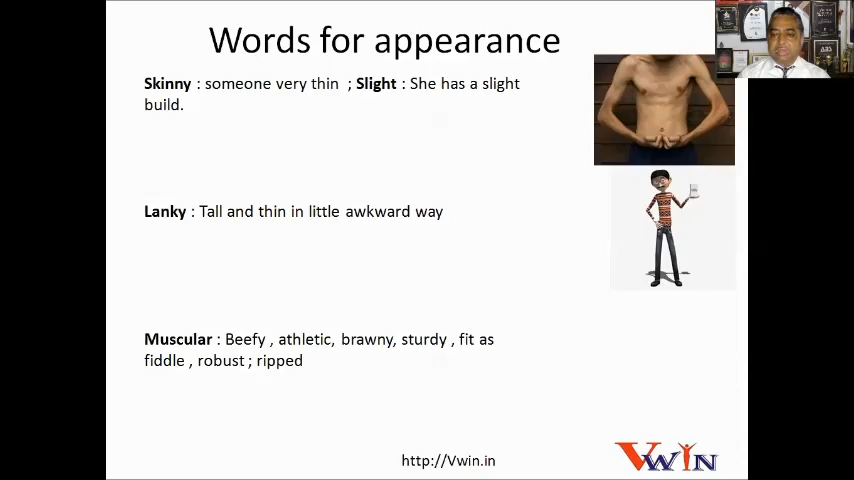 Words for appearance
Skinny : someone very thin ; Slight : She has a slight
build.
Lanky : Tall and thin in little awkward way
Muscular : Beefy , athletic, brawny, sturdy , fit as
fiddle , robust ; ripped
http://Vwin.in
VWIN